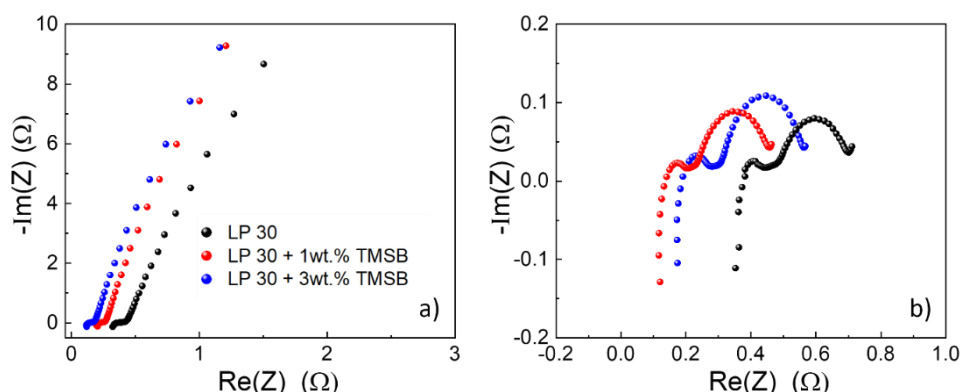 10
8
6
4
2
0
-Im(Z) (Ω)
LP 30
LP 30 + 1wt.% TMSB
LP 30 + 3wt.% TMSB
a)
0 1 2 3
Re(Z) (Ω)
0.2
0.1
0.0
-0.1
-0.2
-Im(Z) (Ω)
b)
-0.2 0.0 0.2 0.4 0.6 0.8 1.0
Re(Z) (Ω)